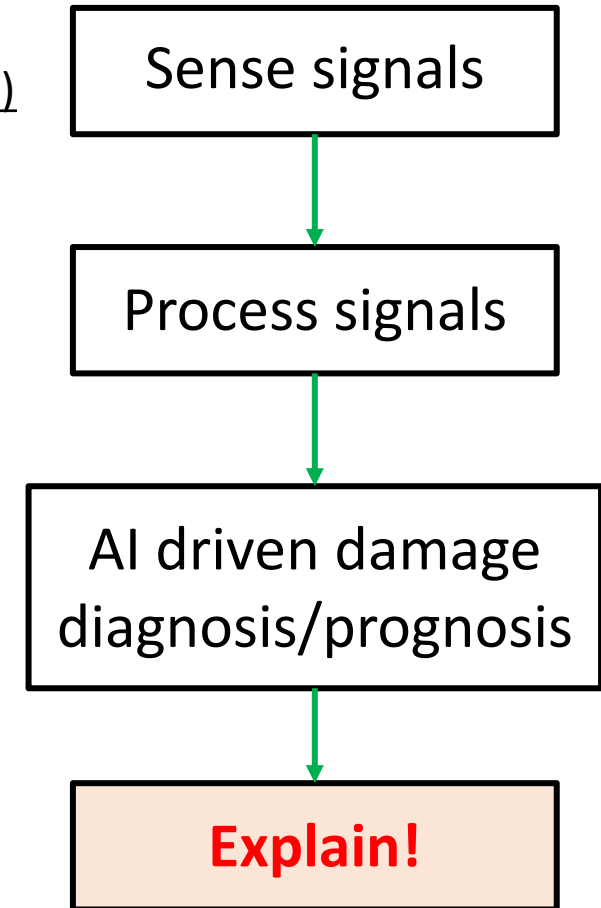 Sense signals
)
Process signals
AI driven damage
diagnosis/prognosis
Explain!